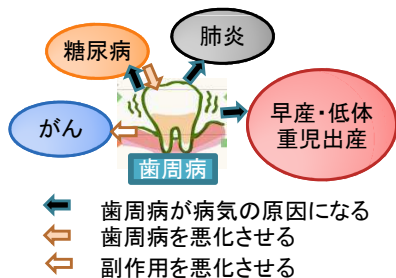 糖尿病
肺炎
がん
早産・低体
重児出産
歯周病
歯周病が病気の原因になる
歯周病を悪化させる
副作用を悪化させる